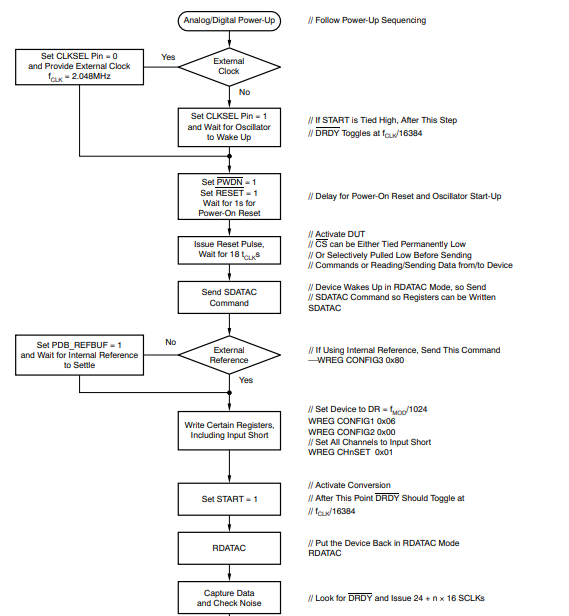 Analog/Digital Power-Up
// Follow Power-Up Sequencing
Set CLKSEL Pin = 0
and Provide External Clock
fCLK = 2.048MHz
Yes
External
Clock
No
Set CLKSEL Pin = 1
and Wait for Oscillator
to Wake Up
// If START is Tied High, After This Step
// DRDY Toggles at fCLK/16384
Set PWDN = 1
Set RESET = 1
Wait for 1s for
Power-On Reset
// Delay for Power-On Reset and Oscillator Start-Up
Issue Reset Pulse,
Wait for 18 tCLKs
// Activate DUT
// CS can be Either Tied Permanently Low
// Or Selectively Pulled Low Before Sending
// Commands or Reading/Sending Data from/to Device
Send SDATAC
Command
// Device Wakes Up in RDATAC Mode, so Send
// SDATAC Command so Registers can be Written
SDATAC
Set PDB_REFBUF = 1
and Wait for Internal Reference
to Settle
No
External
Reference
Yes
// If Using Internal Reference, Send This Command
—WREG CONFIG3 0x80
Write Certain Registers,
Including Input Short
// Set Device to DR = fMOD/1024
WREG CONFIG1 0x06
WREG CONFIG2 0x00
// Set All Channels to Input Short
WREG CHnSET 0x01
Set START = 1
// Activate Conversion
// After This Point DRDY Should Toggle at
// fCLK/16384
RDATAC
// Put the Device Back in RDATAC Mode
RDATAC
Capture Data
and Check Noise
// Look for DRDY and Issue 24 + n × 16 SCLKs